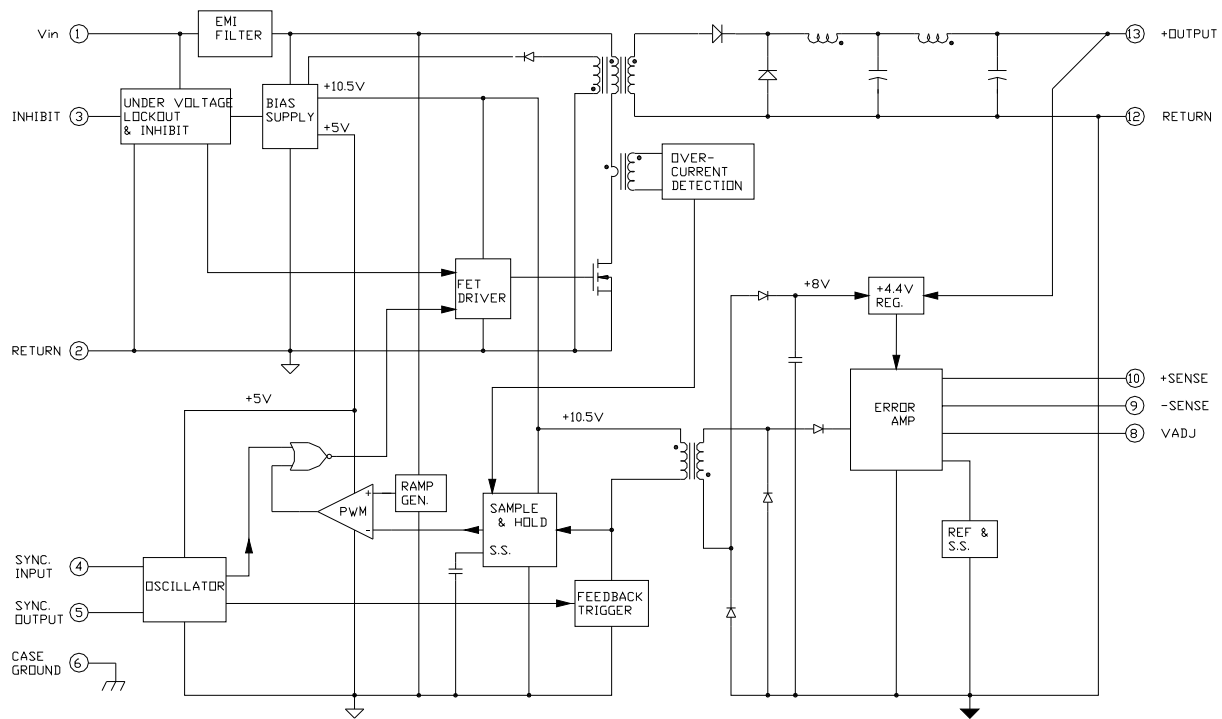 Vin 1
EMI
FILTER
13 +OUTPUT
+10.5V
INHIBIT 3
UNDER VOLTAGE
LOCKOUT
& INHIBIT
BIAS
SUPPLY
12 RETURN
+5V
OVER-
CURRENT
DETECTION
FET
DRIVER
+8V
+4.4V
REG.
RETURN 2
10 +SENSE
+5V
+10.5V
ERROR
AMP
9 -SENSE
8 VADJ
RAMP
GEN.
+
PWM
-
SAMPLE
& HOLD
S.S.
REF &
S.S.
SYNC.
INPUT 4
OSCILLATOR
FEEDBACK
TRIGGER
SYNC.
OUTPUT 5
CASE
GROUND 6